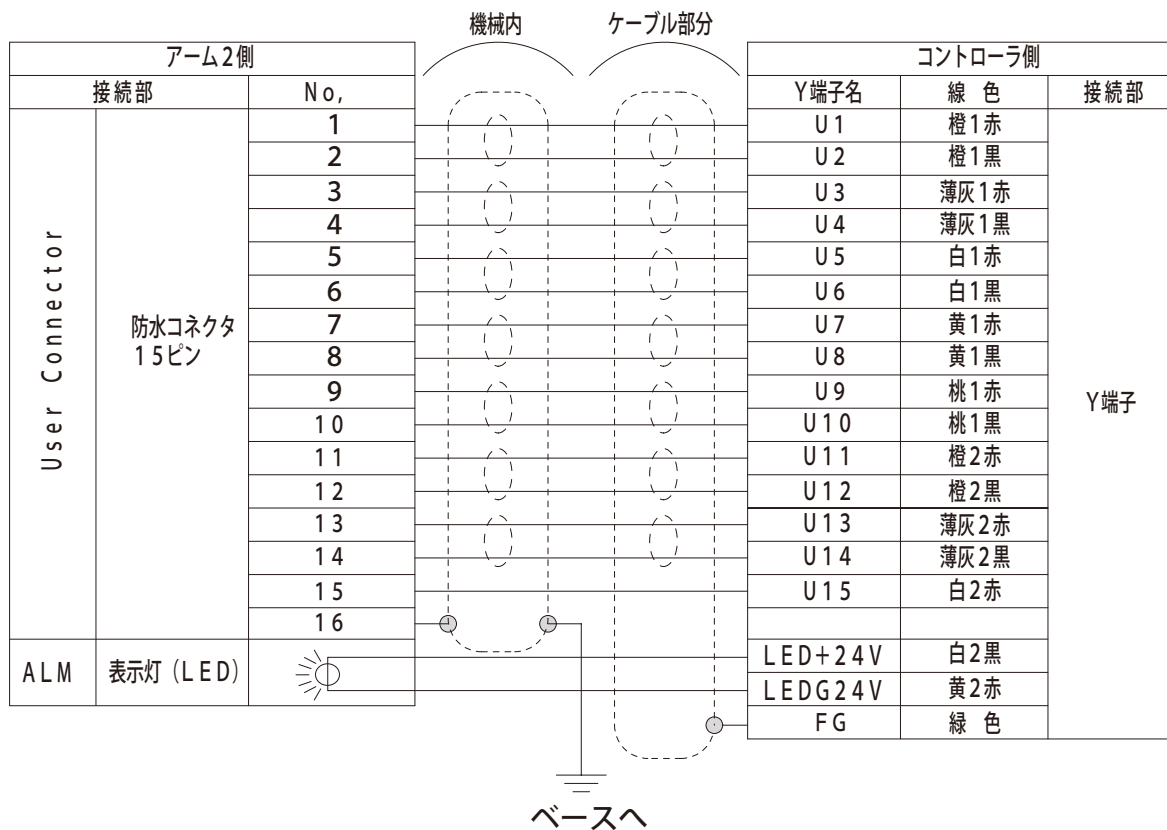 機械内 ケーブル部分
アーム2側 コントローラ側
接続部 No, Y端子名 線 色 接続部
1 U1 橙1赤
2 U2 橙1黒
3 U3 薄灰1赤
4 U4 薄灰1黒
5 U5 白1赤
6 U6 白1黒
7 U7 黄1赤
8 U8 黄1黒
9 U9 桃1赤
10 U10 桃1黒
11 U11 橙2赤
12 U12 橙2黒
13 U13 薄灰2赤
14 U14 薄灰2黒
15 U15 白2赤
16
User Connector
防水コネクタ
15ピン
Y端子
ALM 表示灯(LED) LED+24V 白2黒
LEDG24V 黄2赤
FG 緑 色
ベースへ